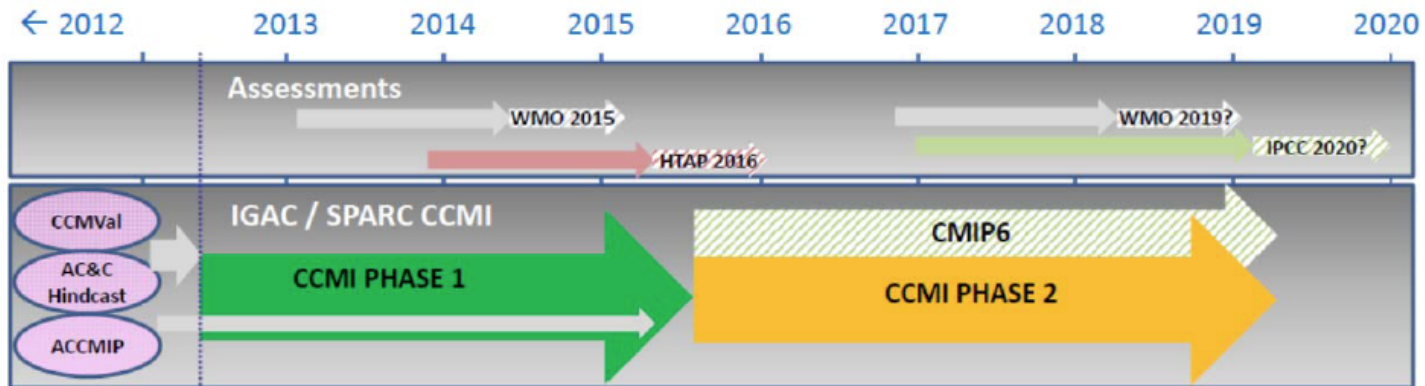 ← 2012 2013 2014 2015 2016 2017 2018 2019 2020
Assessments
WMO 2015
WMO 2019?
HTAP 2016
IPCC 2020?
CCMVal
IGAC / SPARC CCMI
CMIP6
AC&C
Hindcast
CCMI PHASE 1
CCMI PHASE 2
ACCMIP